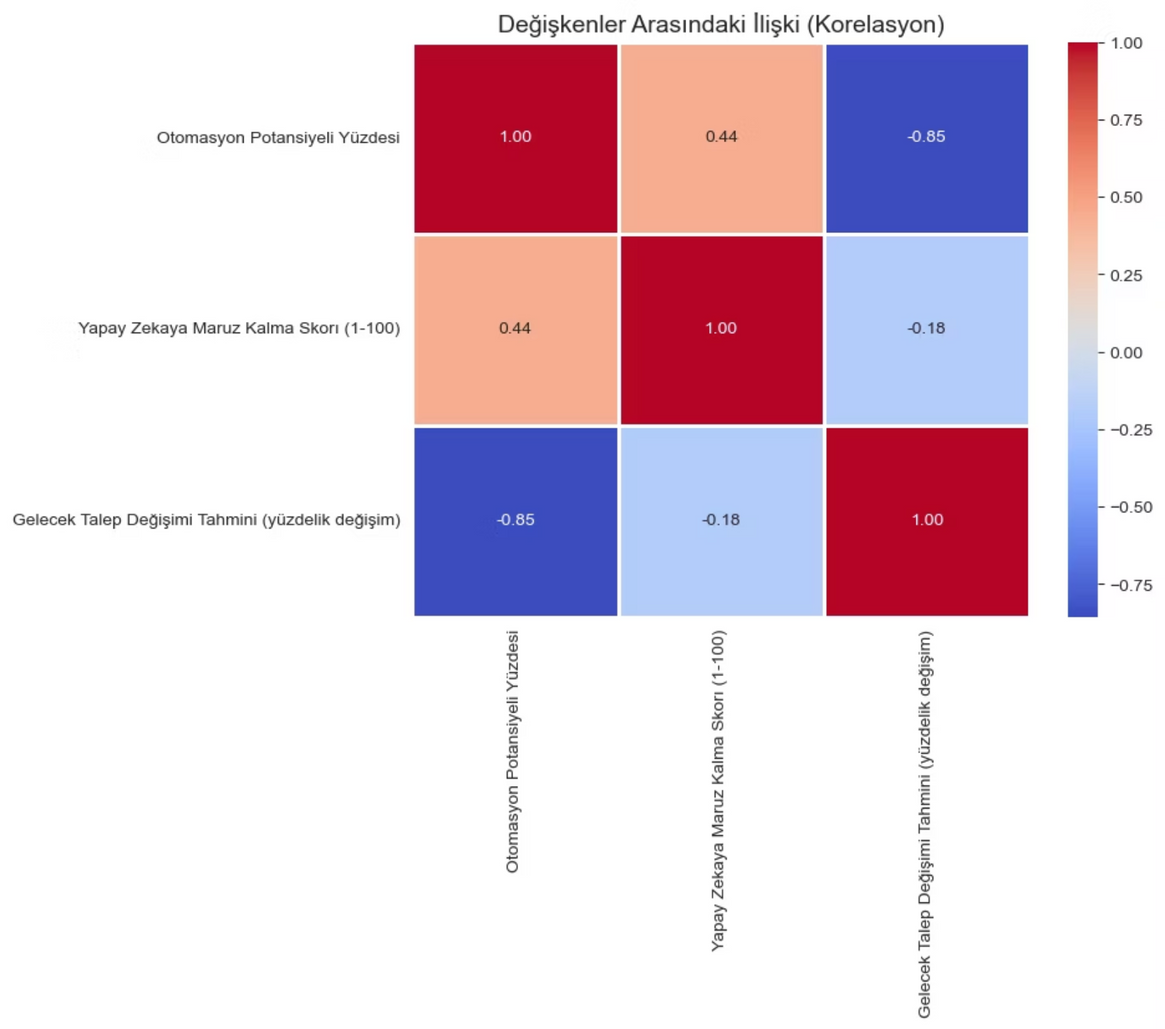 Değişkenler Arasındaki İlişki (Korelasyon)
Otomasyon Potansiyeli Yüzdesi
1.00
0.44
-0.85
Yapay Zekaya Maruz Kalma Skorı (1-100)
0.44
1.00
-0.18
Gelecek Talep Değişimi Tahmini (yüzdelik değişim)
-0.85
-0.18
1.00
Otomasyon Potansiyeli Yüzdesi
Yapay Zekaya Maruz Kalma Skorı (1-100)
Gelecek Talep Değişimi Tahmini (yüzdelik değişim)
1.00
0.75
0.50
0.25
0.00
−0.25
−0.50
−0.75